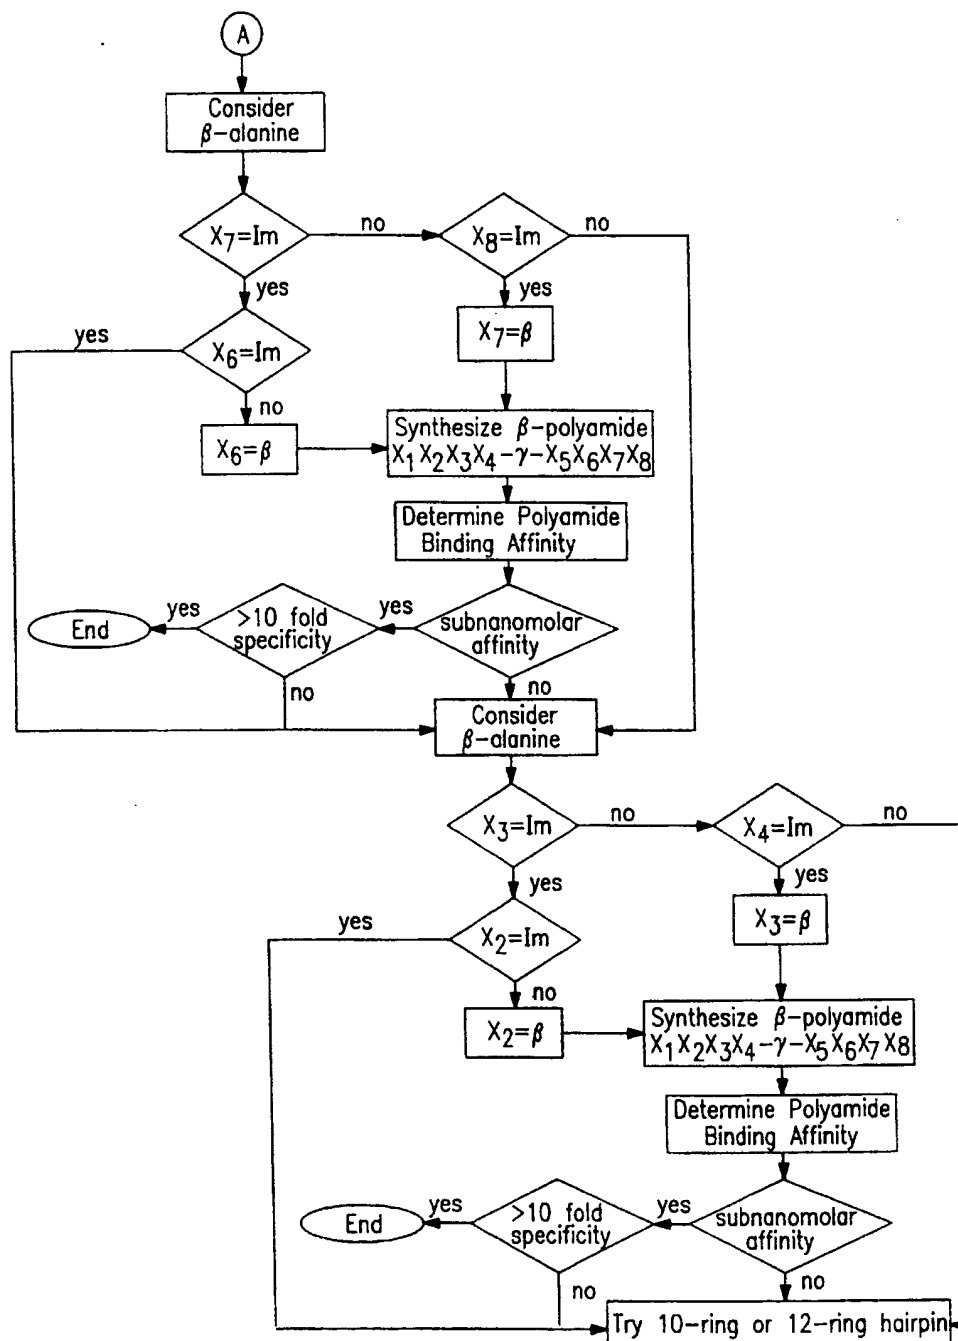 A
Consider
β-alanine
X7=Im
no
X8=Im
no
yes
yes
yes
X6=Im
X7=β
no
X6=β
Synthesize β-polyamide
X1X2X3X4-γ-X5X6X7X8
Determine Polyamide
Binding Affinity
End
yes
>10 fold
specificity
yes
subnanomolar
affinity
no
no
Consider
β-alanine
X3=Im
no
X4=Im
no
yes
yes
yes
X2=Im
X3=β
no
X2=β
Synthesize β-polyamide
X1X2X3X4-γ-X5X6X7X8
Determine Polyamide
Binding Affinity
End
yes
>10 fold
specificity
yes
subnanomolar
affinity
no
no
Try 10-ring or 12-ring hairpin